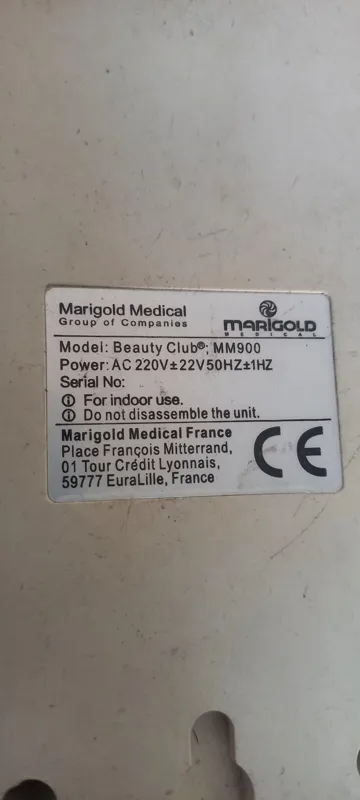 Marigold Medical
Group of Companies
MARIGOLD
MEDICAL
Model: Beauty Club®; MM900
Power: AC 220V±22V 50HZ±1HZ
Serial No:
For indoor use.
Do not disassemble the unit.
Marigold Medical France
Place François Mitterrand,
01 Tour Crédit Lyonnais,
59777 EuraLille, France
CE